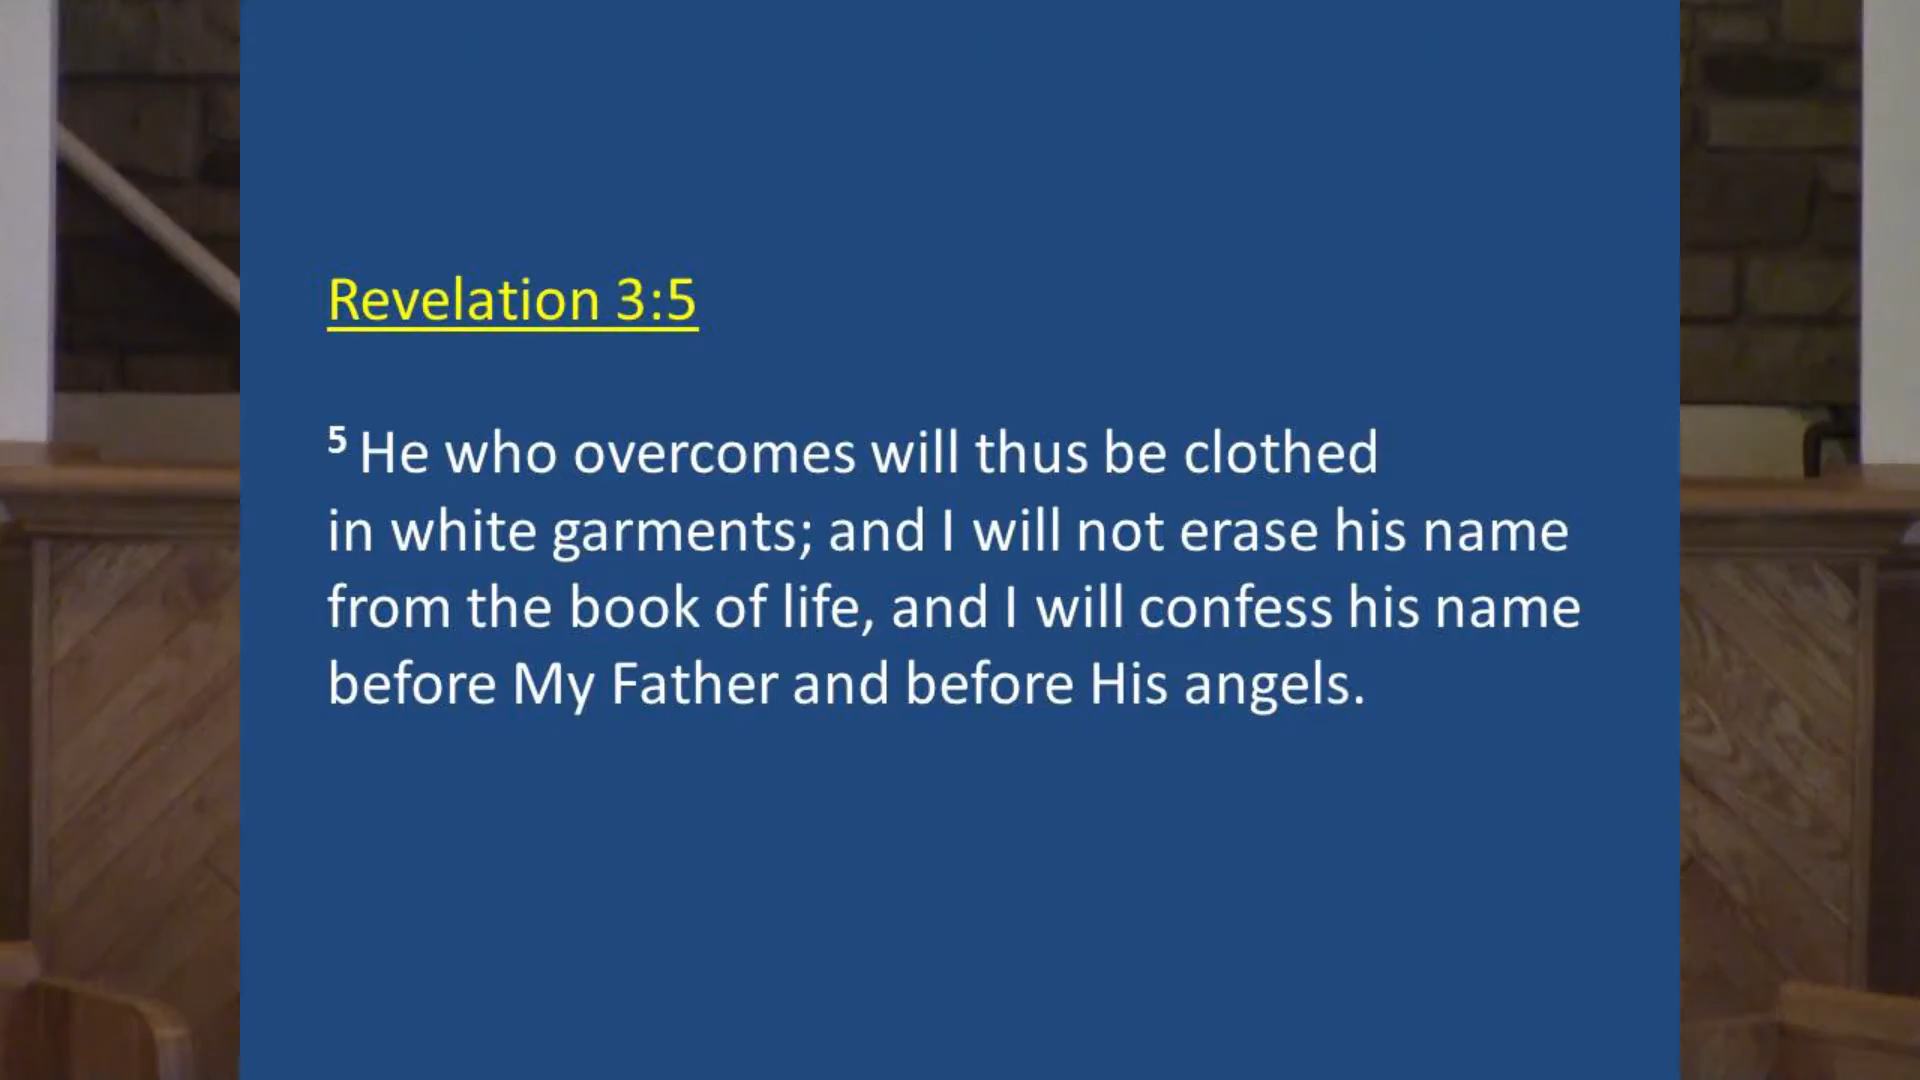 Revelation 3:5
5 He who overcomes will thus be clothed
in white garments; and I will not erase his name
from the book of life, and I will confess his name
before My Father and before His angels.